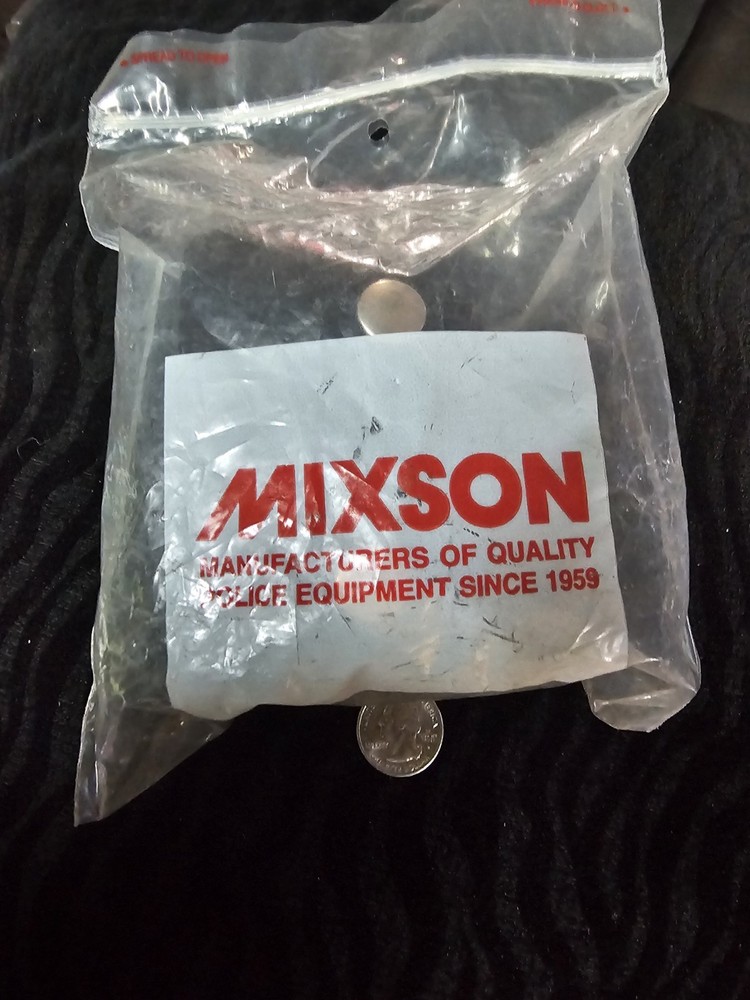 MIXSON
MANUFACTURERS OF QUALITY
POLICE EQUIPMENT SINCE 1959